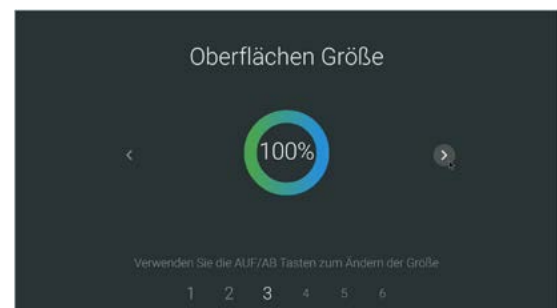 Oberflächen Größe
100%
Verwenden Sie die AUF/AB Tasten zum Ändern der Größe
1 2 3 4 5 6